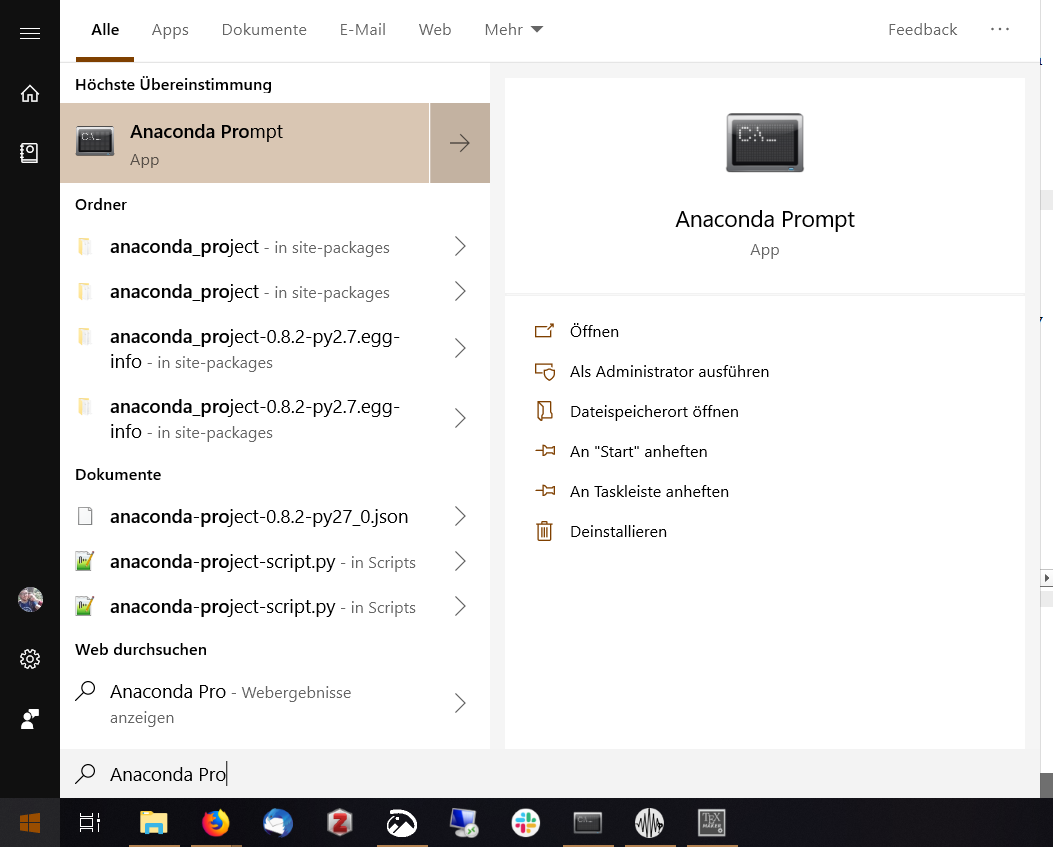 Alle Apps Dokumente E-Mail Web Mehr Feedback ...
Höchste Übereinstimmung
Anaconda Prompt
App
Ordner
anaconda_project - in site-packages
anaconda_project - in site-packages
anaconda_project-0.8.2-py2.7.egg-
info - in site-packages
anaconda_project-0.8.2-py2.7.egg-
info - in site-packages
Dokumente
anaconda-project-0.8.2-py27_0.json
anaconda-project-script.py - in Scripts
anaconda-project-script.py - in Scripts
Web durchsuchen
Anaconda Pro - Webergebnisse
anzeigen
Anaconda Pro
C:\_
Anaconda Prompt
App
Öffnen
Als Administrator ausführen
Dateispeicherort öffnen
An "Start" anheften
An Taskleiste anheften
Deinstallieren
TEX
MAKER